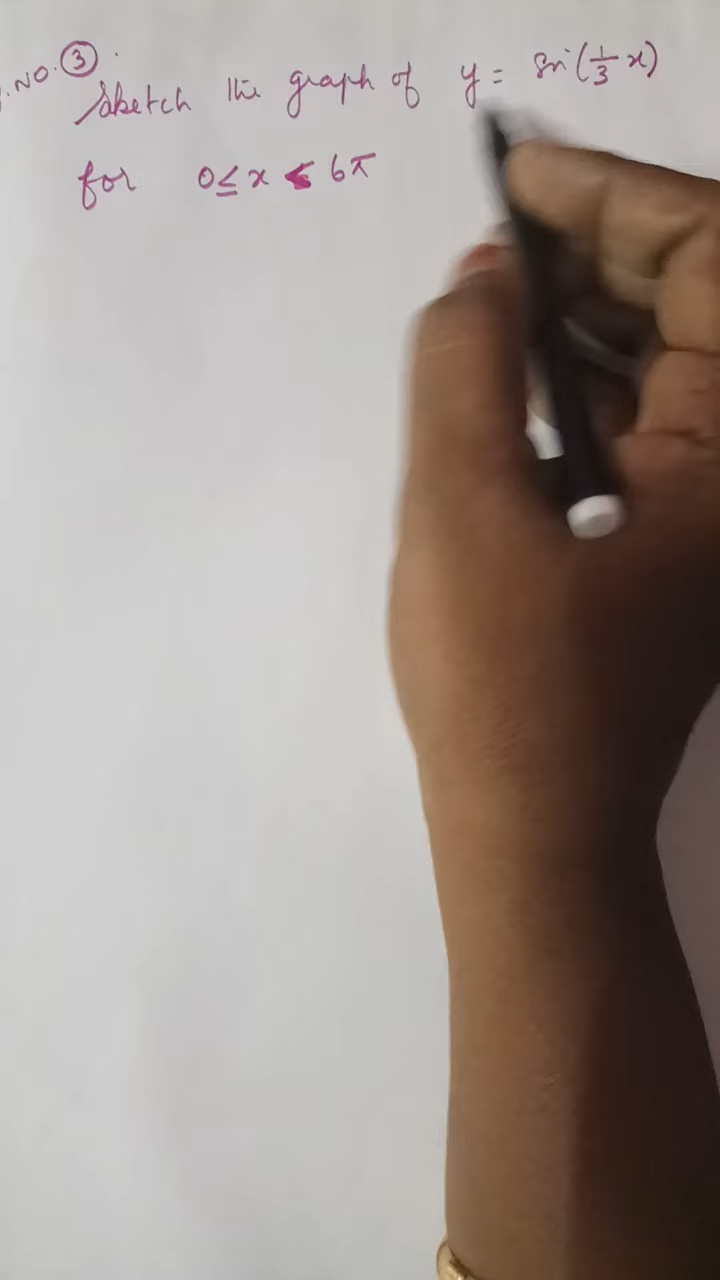 .NO. ③.
Sketch the graph of y = sin(1/3 x)
for 0 ≤ x < 6π